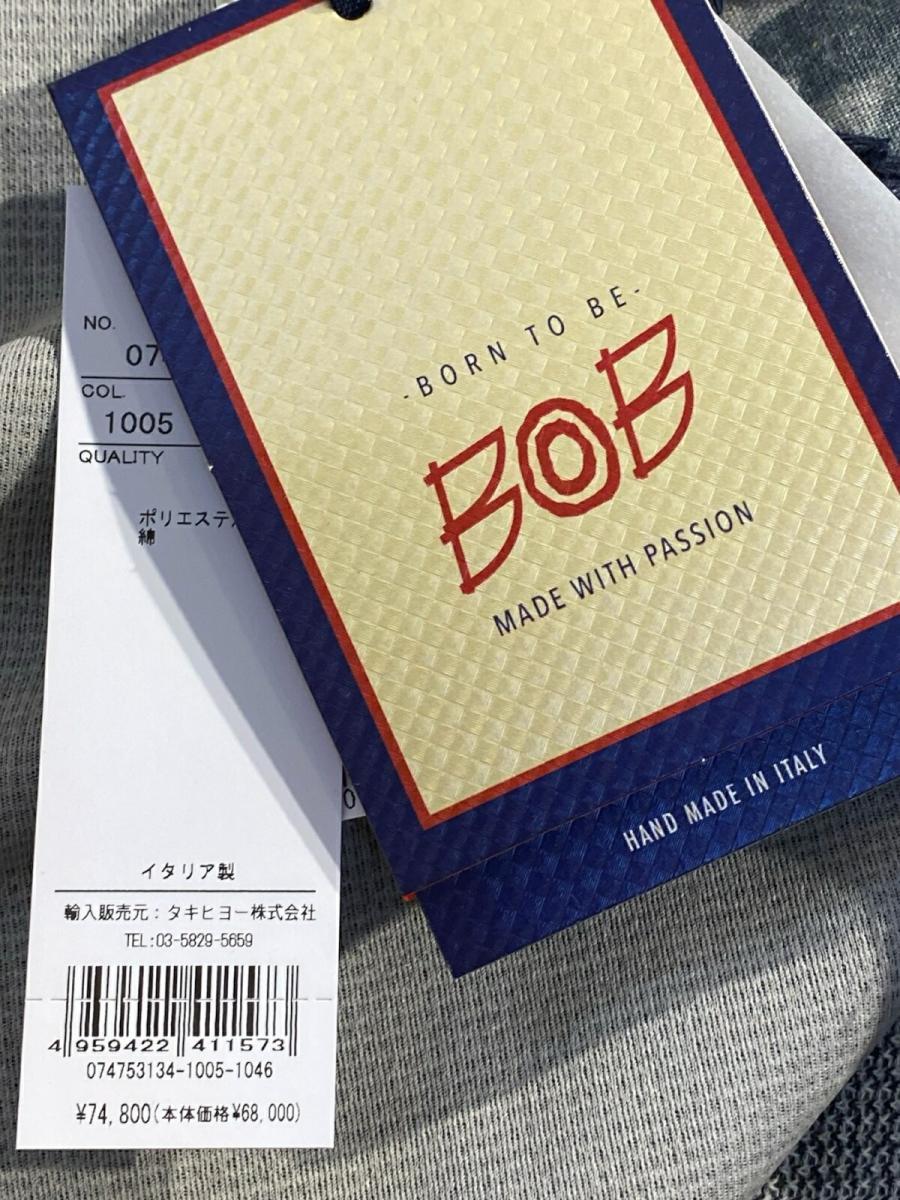 -BORN TO BE-
BOB
MADE WITH PASSION
HAND MADE IN ITALY
NO.
07
COL.
1005
QUALITY
ポリエステ
綿
0
イタリア製
輸入販売元：タキヒヨー株式会社
TEL:03-5829-5659
4 959422 411573
074753134-1005-1046
¥74,800(本体価格¥68,000)